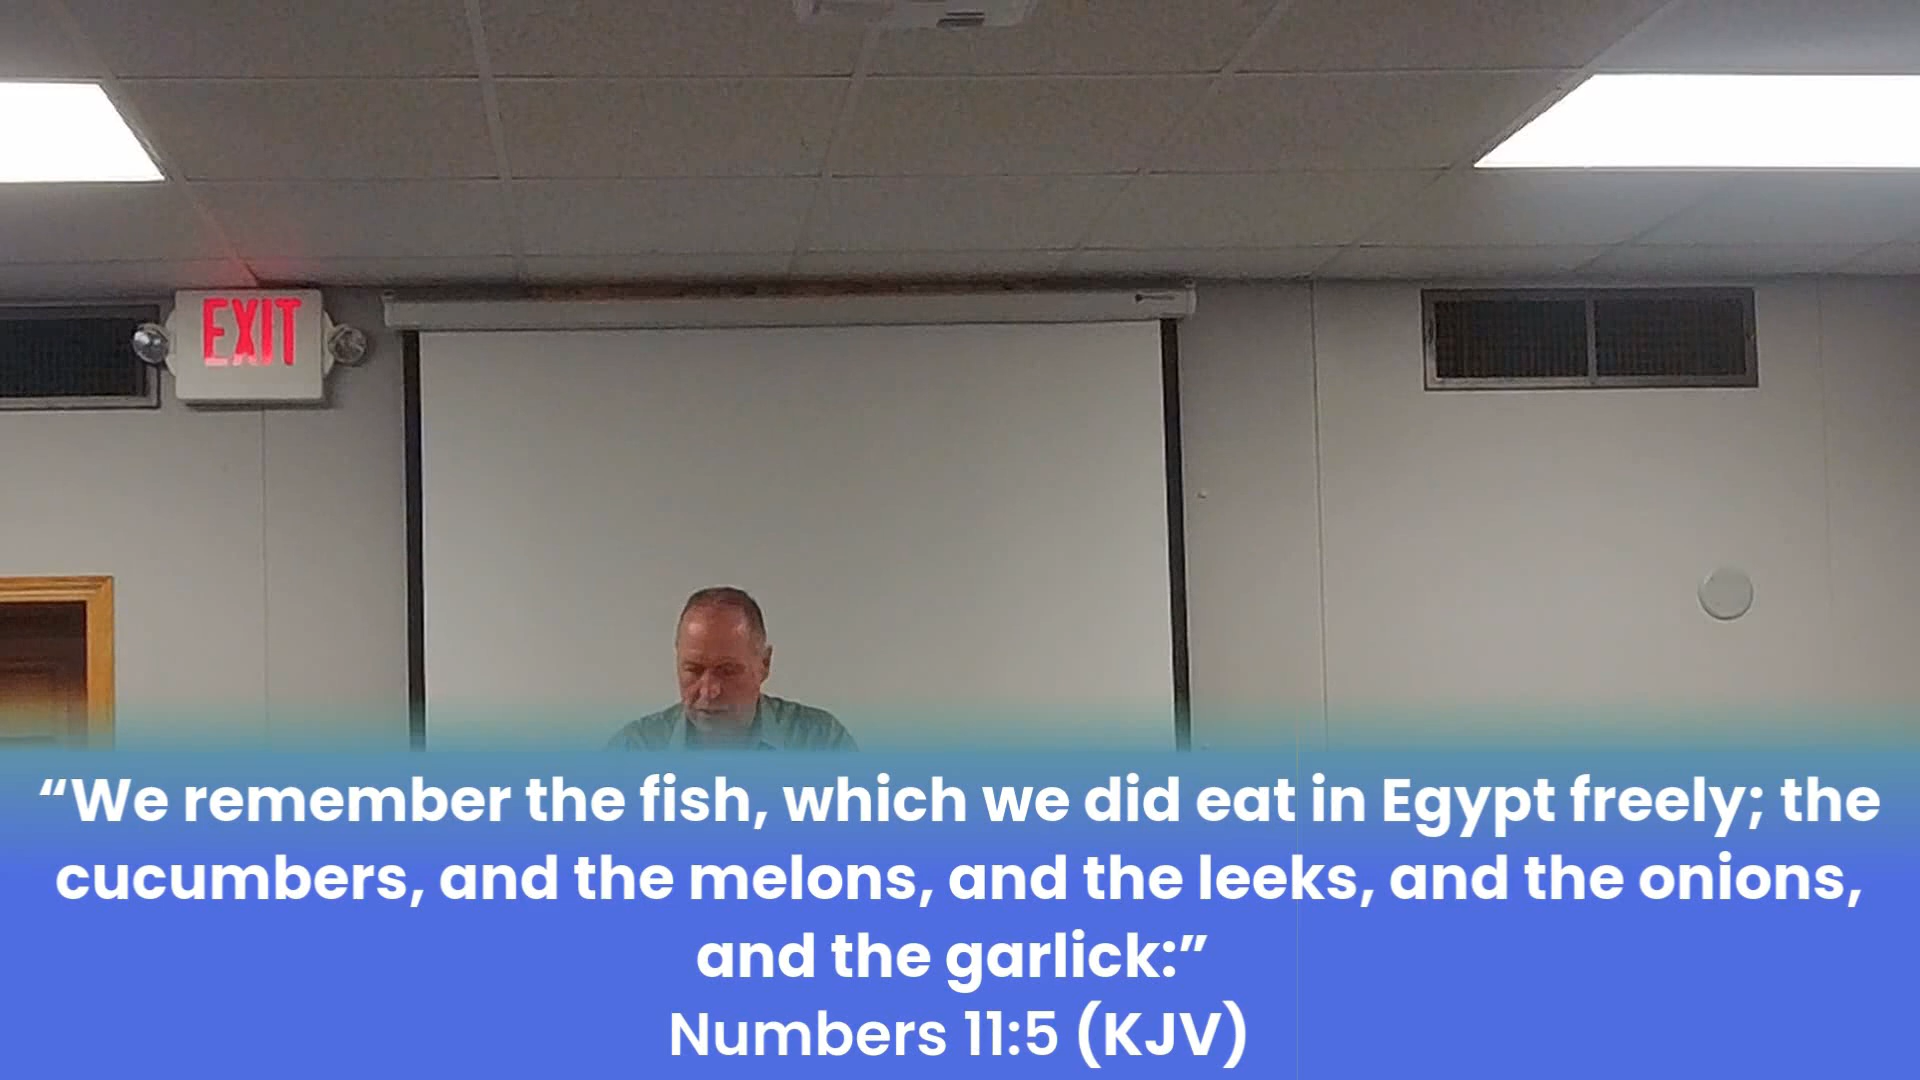 EXIT
“We remember the fish, which we did eat in Egypt freely; the
cucumbers, and the melons, and the leeks, and the onions,
and the garlick:”
Numbers 11:5 (KJV)